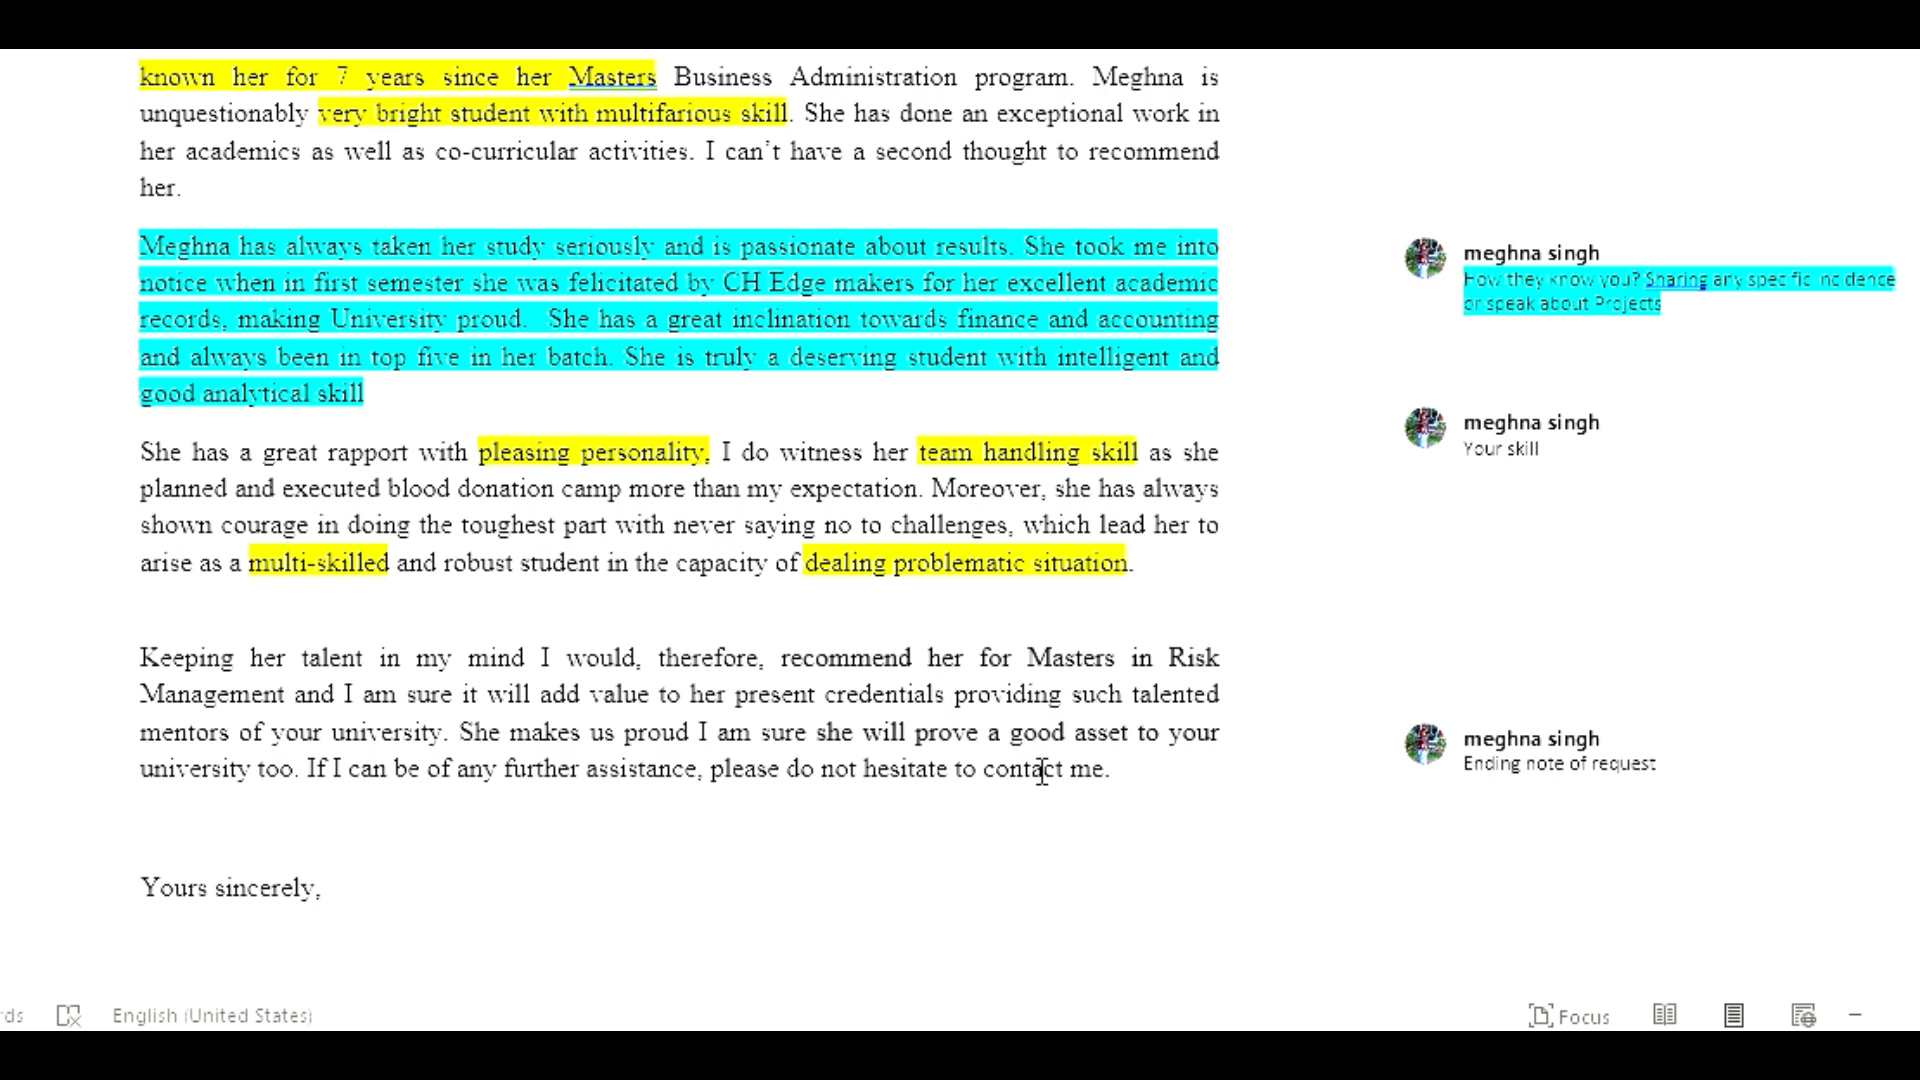 known her for 7 years since her Masters Business Administration program. Meghna is
unquestionably very bright student with multifarious skill. She has done an exceptional work in
her academics as well as co-curricular activities. I can't have a second thought to recommend
her.
Meghna has always taken her study seriously and is passionate about results. She took me into
notice when in first semester she was felicitated by CH Edge makers for her excellent academic
records, making University proud. She has a great inclination towards finance and accounting
and always been in top five in her batch. She is truly a deserving student with intelligent and
good analytical skill
meghna singh
How they know you? Sharing any specific incidence
or speak about Projects
She has a great rapport with pleasing personality, I do witness her team handling skill as she
planned and executed blood donation camp more than my expectation. Moreover, she has always
shown courage in doing the toughest part with never saying no to challenges, which lead her to
arise as a multi-skilled and robust student in the capacity of dealing problematic situation.
meghna singh
Your skill
Keeping her talent in my mind I would, therefore, recommend her for Masters in Risk
Management and I am sure it will add value to her present credentials providing such talented
mentors of your university. She makes us proud I am sure she will prove a good asset to your
university too. If I can be of any further assistance, please do not hesitate to contact me.
meghna singh
Ending note of request
Yours sincerely,
rds
English (United States)
Focus